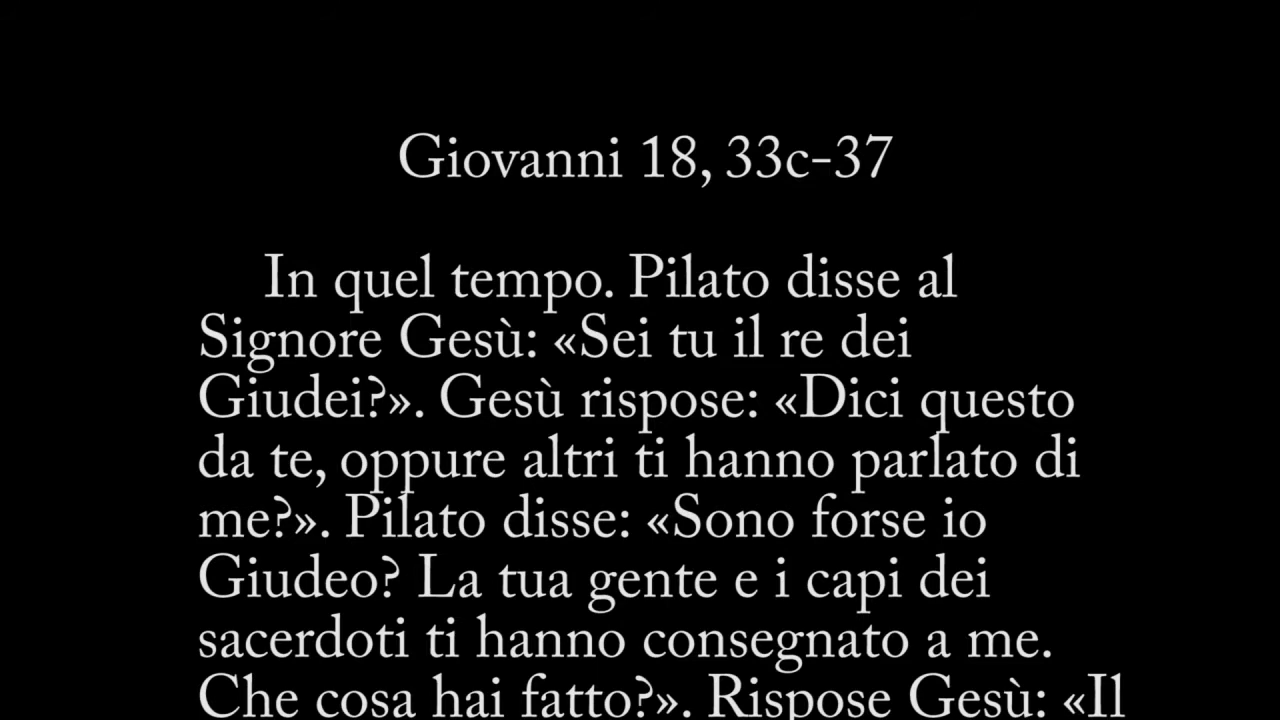 Giovanni 18, 33c-37
In quel tempo. Pilato disse al
Signore Gesù: «Sei tu il re dei
Giudei?». Gesù rispose: «Dici questo
da te, oppure altri ti hanno parlato di
me?». Pilato disse: «Sono forse io
Giudeo? La tua gente e i capi dei
sacerdoti ti hanno consegnato a me.
Che cosa hai fatto?». Rispose Gesù: «Il